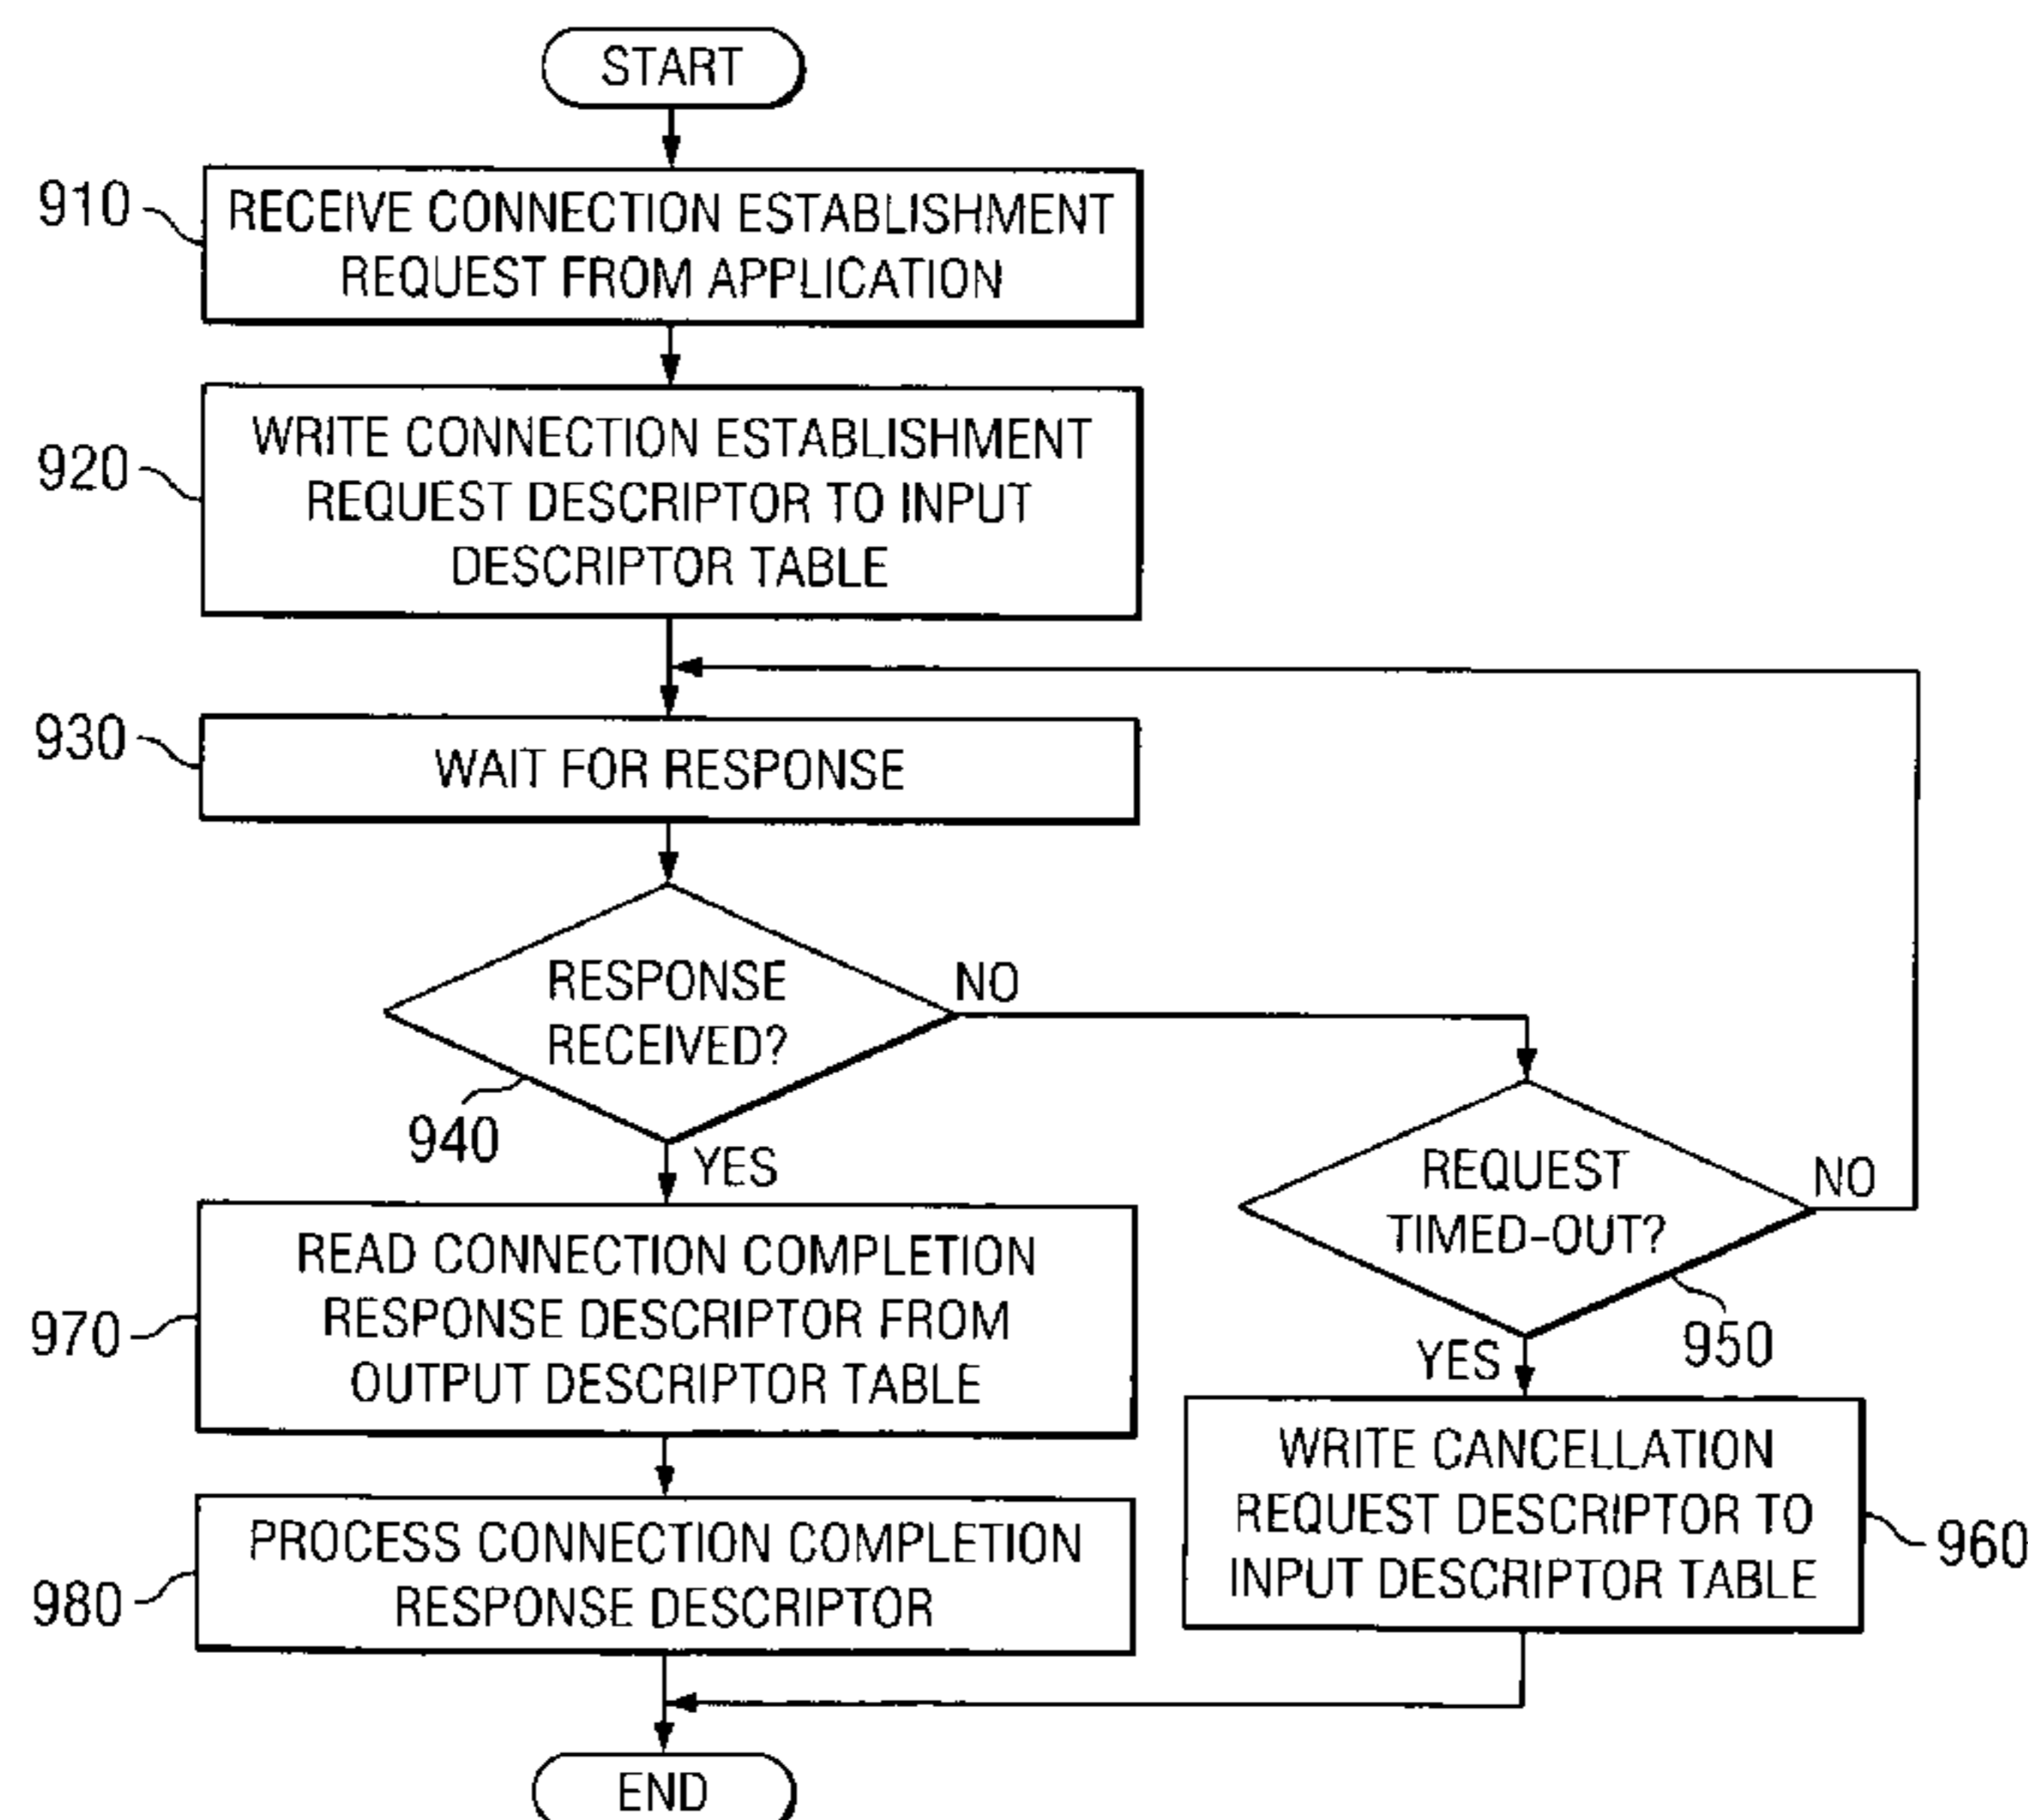 START
910
RECEIVE CONNECTION ESTABLISHMENT
REQUEST FROM APPLICATION
920
WRITE CONNECTION ESTABLISHMENT
REQUEST DESCRIPTOR TO INPUT
DESCRIPTOR TABLE
930
WAIT FOR RESPONSE
RESPONSE
RECEIVED?
NO
940
YES
REQUEST
TIMED-OUT?
NO
950
YES
970
READ CONNECTION COMPLETION
RESPONSE DESCRIPTOR FROM
OUTPUT DESCRIPTOR TABLE
WRITE CANCELLATION
REQUEST DESCRIPTOR TO
INPUT DESCRIPTOR TABLE
960
980
PROCESS CONNECTION COMPLETION
RESPONSE DESCRIPTOR
END